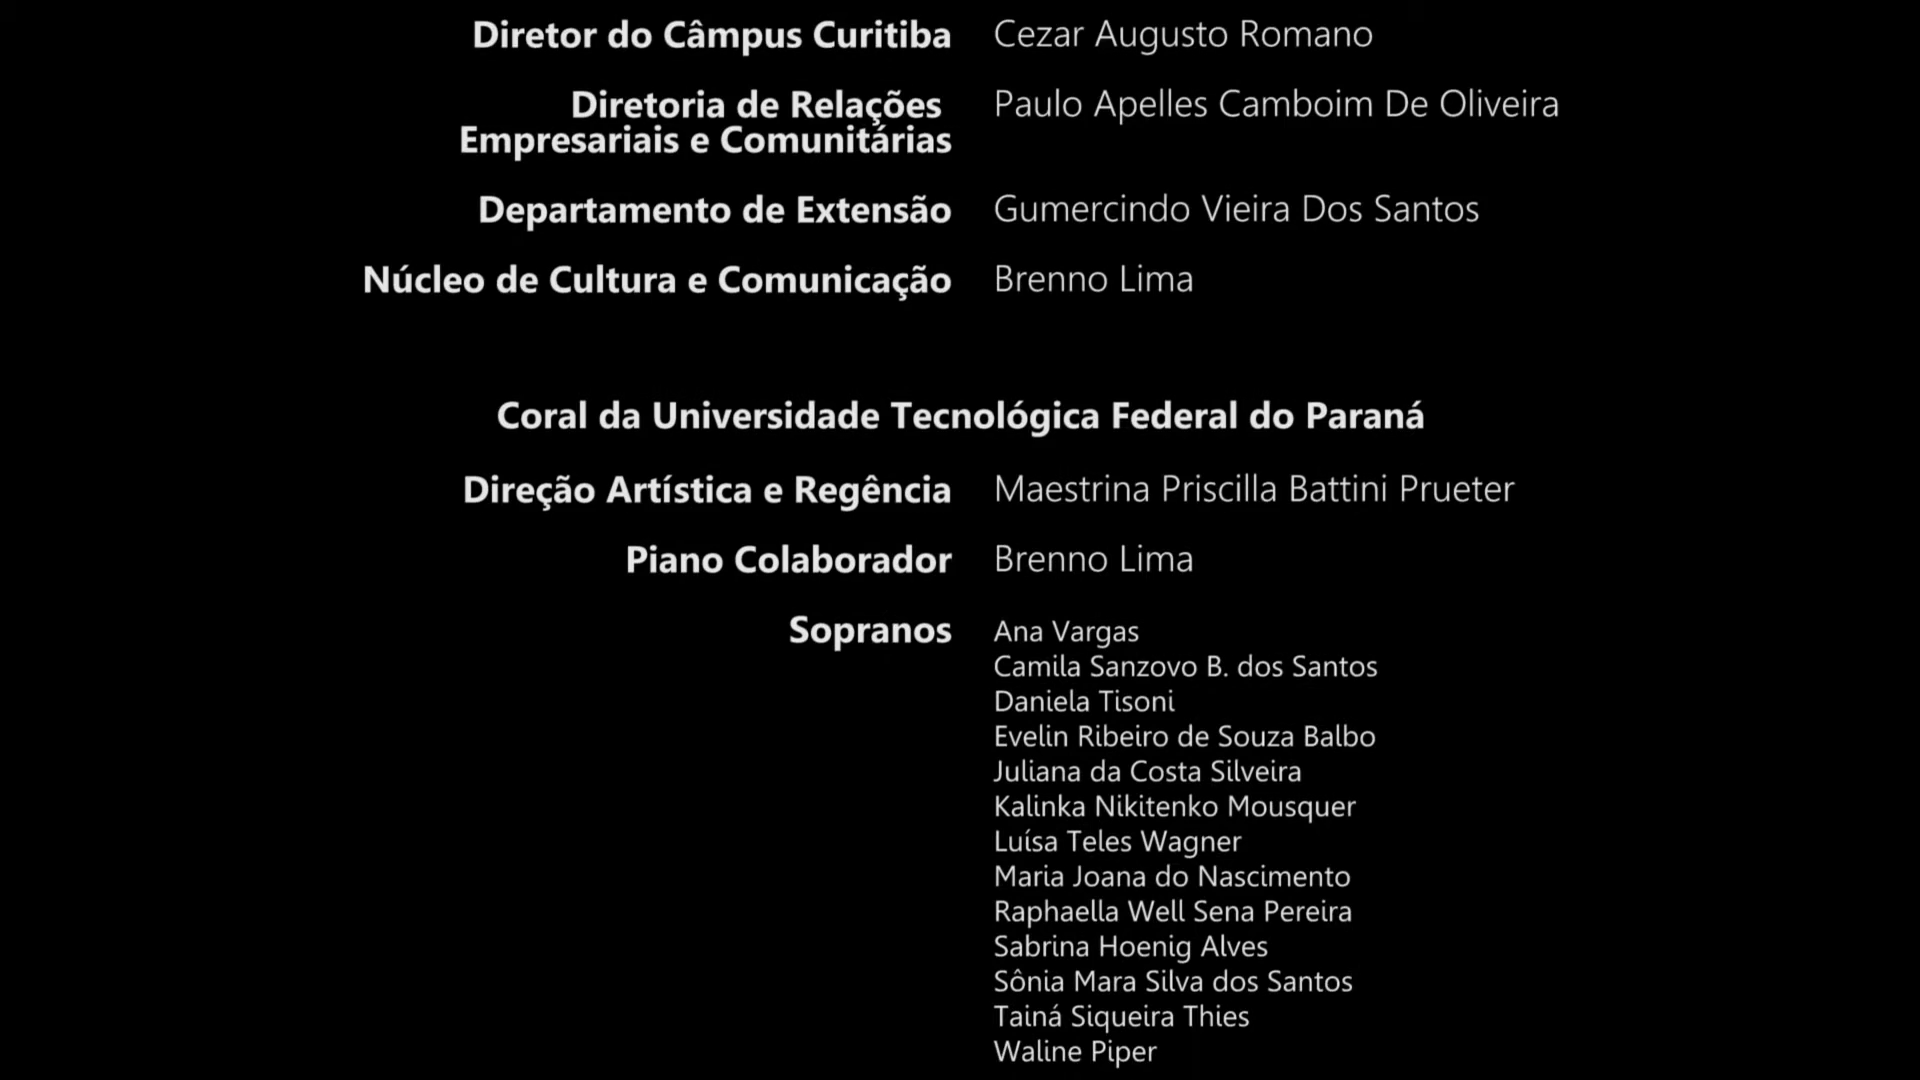 Diretor do Câmpus Curitiba Cezar Augusto Romano
Diretoria de Relações Paulo Apelles Camboim De Oliveira
Empresariais e Comunitárias
Departamento de Extensão Gumercindo Vieira Dos Santos
Núcleo de Cultura e Comunicação Brenno Lima
Coral da Universidade Tecnológica Federal do Paraná
Direção Artística e Regência Maestrina Priscilla Battini Prueter
Piano Colaborador Brenno Lima
Sopranos Ana Vargas
Camila Sanzovo B. dos Santos
Daniela Tisoni
Evelin Ribeiro de Souza Balbo
Juliana da Costa Silveira
Kalinka Nikitenko Mousquer
Luísa Teles Wagner
Maria Joana do Nascimento
Raphaella Well Sena Pereira
Sabrina Hoenig Alves
Sônia Mara Silva dos Santos
Tainá Siqueira Thies
Waline Piper